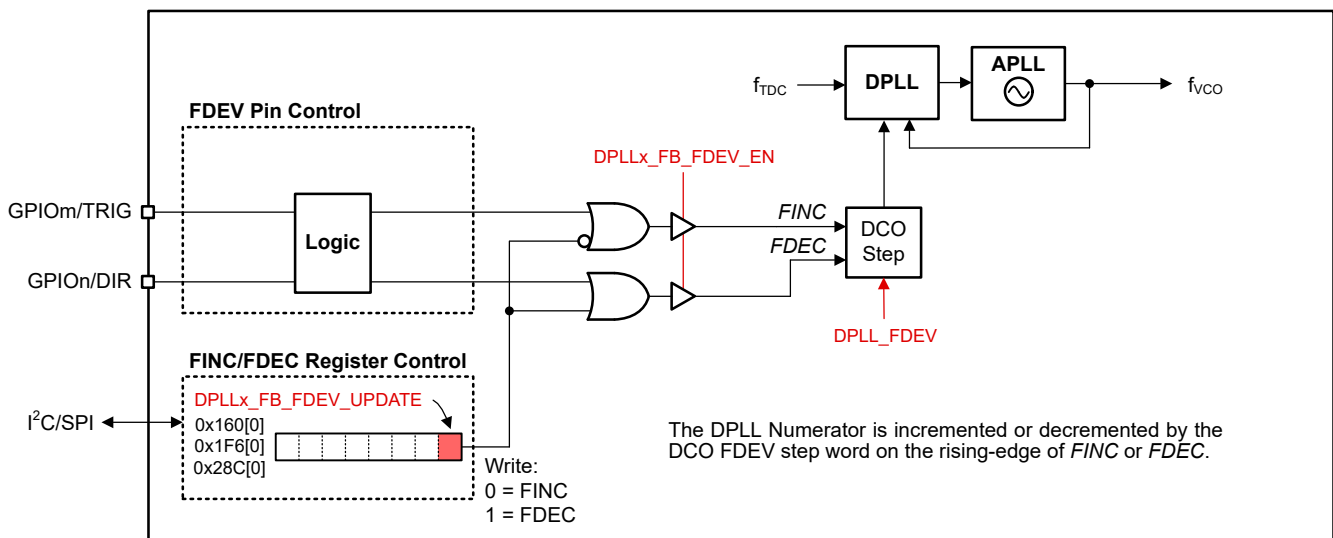 f_TDC
DPLL
APLL
f_VCO
FDEV Pin Control
DPLLx_FB_FDEV_EN
GPIOm/TRIG
GPIOn/DIR
Logic
FINC
FDEC
DCO
Step
DPLL_FDEV
FINC/FDEC Register Control
DPLLx_FB_FDEV_UPDATE
I²C/SPI
0x160[0]
0x1F6[0]
0x28C[0]
Write:
0 = FINC
1 = FDEC
The DPLL Numerator is incremented or decremented by the
DCO FDEV step word on the rising-edge of FINC or FDEC.